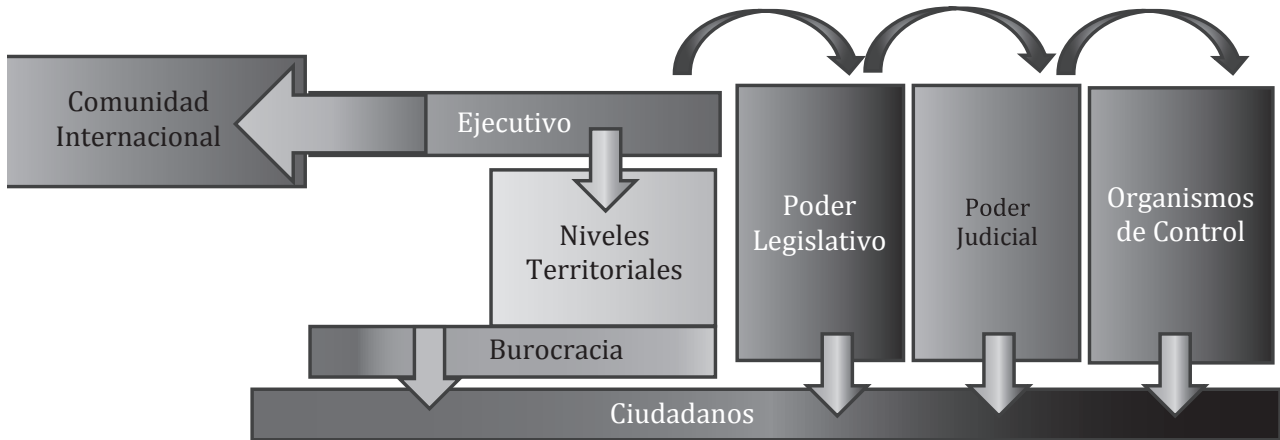 Comunidad
Internacional
Ejecutivo
Niveles
Territoriales
Burocracia
Poder
Legislativo
Poder
Judicial
Organismos
de Control
Ciudadanos